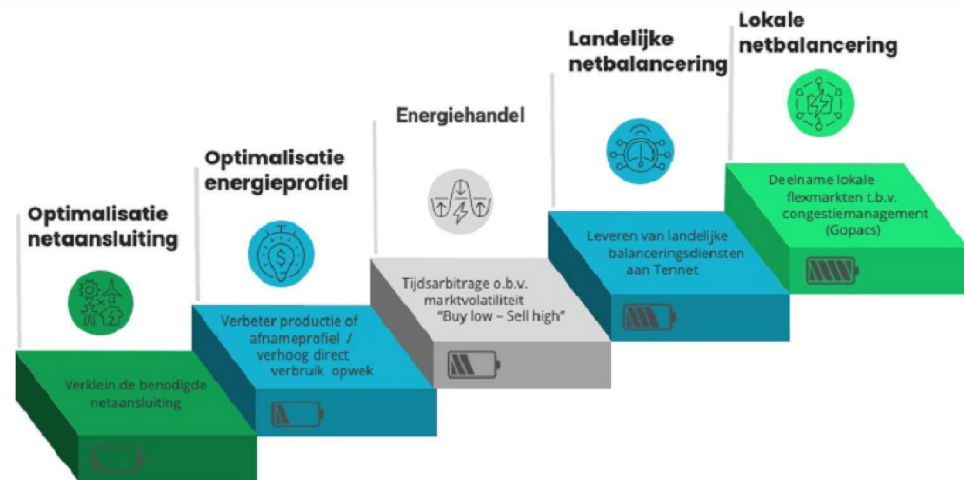 Optimalisatie
netaansluiting
Verklein de benodigde
netaansluiting
Optimalisatie
energieprofiel
$
Verbeter productie of
afnameprofiel /
verhoog direct
verbruik opwek
Energiehandel
Tijdsarbitrage o.b.v.
marktvolatiliteit
“Buy low – Sell high”
Landelijke
netbalancering
Leveren van landelijke
balanceringsdiensten
aan Tennet
Lokale
netbalancering
Deelname lokale
flexmarkten t.b.v.
congestiemanagement
(Gopacs)